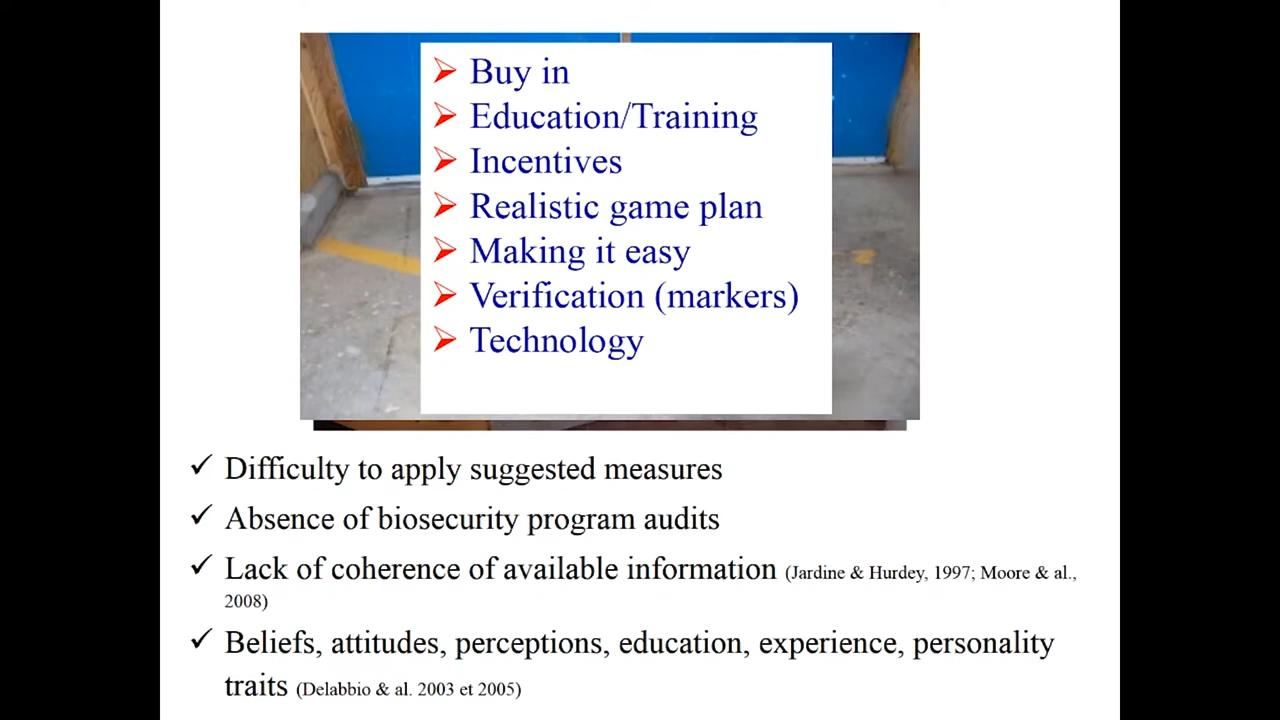 Buy in
Education/Training
Incentives
Realistic game plan
Making it easy
Verification (markers)
Technology
Difficulty to apply suggested measures
Absence of biosecurity program audits
Lack of coherence of available information (Jardine & Hurdey, 1997; Moore & al.,
2008)
Beliefs, attitudes, perceptions, education, experience, personality
traits (Delabbio & al. 2003 et 2005)